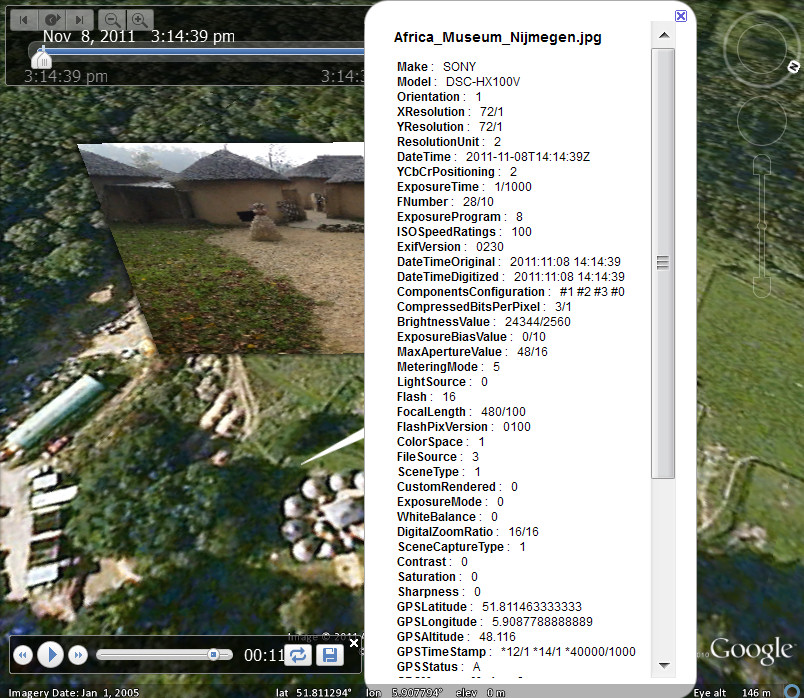 Nov 8, 2011 3:14:39 pm
3:14:39 pm
3:14:3
Africa_Museum_Nijmegen.jpg
Make : SONY
Model : DSC-HX100V
Orientation : 1
XResolution : 72/1
YResolution : 72/1
ResolutionUnit : 2
DateTime : 2011-11-08T14:14:39Z
YCbCrPositioning : 2
ExposureTime : 1/1000
FNumber : 28/10
ExposureProgram : 8
ISOSpeedRatings : 100
ExifVersion : 0230
DateTimeOriginal : 2011:11:08 14:14:39
DateTimeDigitized : 2011:11:08 14:14:39
ComponentsConfiguration : #1 #2 #3 #0
CompressedBitsPerPixel : 3/1
BrightnessValue : 24344/2560
ExposureBiasValue : 0/10
MaxApertureValue : 48/16
MeteringMode : 5
LightSource : 0
Flash : 16
FocalLength : 480/100
FlashPixVersion : 0100
ColorSpace : 1
FileSource : 3
SceneType : 1
CustomRendered : 0
ExposureMode : 0
WhiteBalance : 0
DigitalZoomRatio : 16/16
SceneCaptureType : 1
Contrast : 0
Saturation : 0
Sharpness : 0
GPSLatitude : 51.811463333333
GPSLongitude : 5.9087788888889
GPSAltitude : 48.116
GPSTimeStamp : *12/1 *14/1 *40000/1000
GPSStatus : A
N
Image © 2011
00:11
Google
Imagery Date: Jan 1, 2005
lat 51.811294° lon 5.907794° elev 0 m
Eye alt 146 m